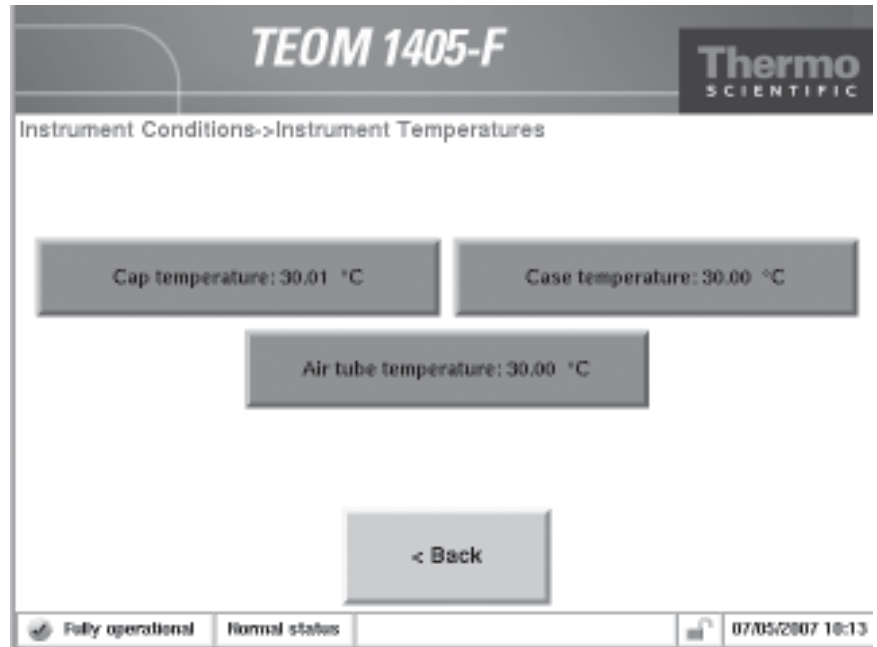 TEOM 1405-F
Thermo
SCIENTIFIC
Instrument Conditions->Instrument Temperatures
Cap temperature: 30.01 °C
Case temperature: 30.00 °C
Air tube temperature: 30.00 °C
< Back
Fully operational
Normal status
07/05/2007 10:13